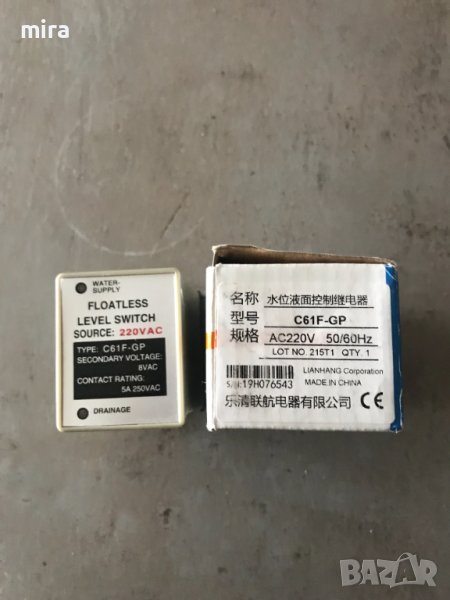 mira
WATER-
SUPPLY
FLOATLESS
LEVEL SWITCH
SOURCE: 220VAC
TYPE: C61F-GP
SECONDARY VOLTAGE:
8VAC
CONTACT RATING:
5A 250VAC
DRAINAGE
名称 水位液面控制继电器
型号 C61F-GP
规格 AC220V 50/60Hz
LOT NO. 215T1 QTY. 1
LIANHANG Corporation
S/N:19H076543 MADE IN CHINA
乐清联航电器有限公司 CE
BAZAR